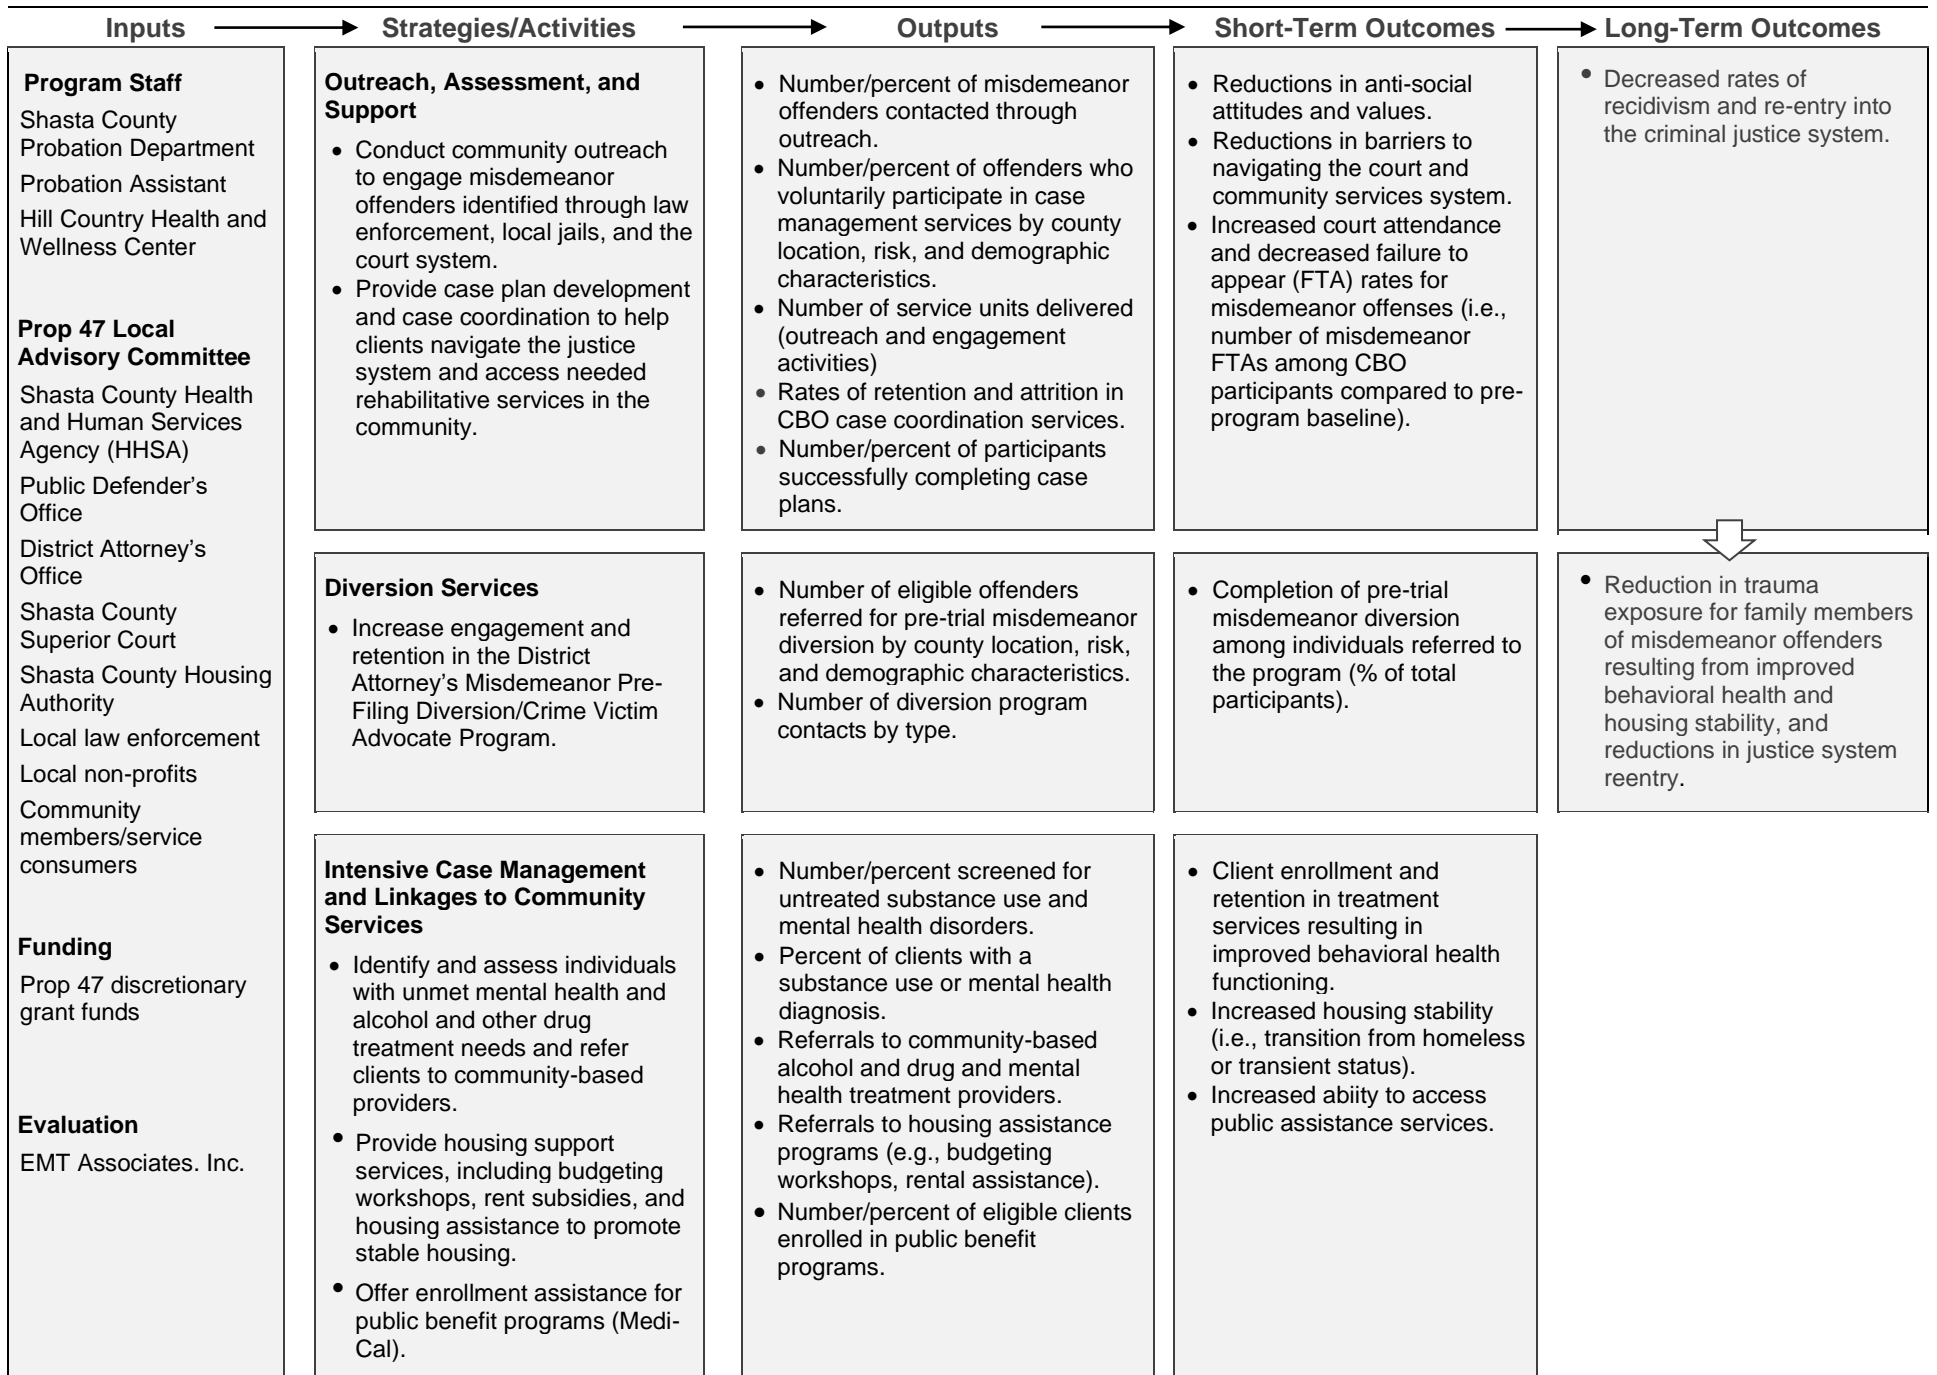 Inputs
Strategies/Activities
Outputs
Short-Term Outcomes
Long-Term Outcomes
Program Staff
Shasta County
Probation Department
Probation Assistant
Hill Country Health and
Wellness Center
Prop 47 Local
Advisory Committee
Shasta County Health
and Human Services
Agency (HHSA)
Public Defender's
Office
District Attorney's
Office
Shasta County
Superior Court
Shasta County Housing
Authority
Local law enforcement
Local non-profits
Community
members/service
consumers
Funding
Prop 47 discretionary
grant funds
Evaluation
EMT Associates. Inc.
Outreach, Assessment, and
Support
• Conduct community outreach
to engage misdemeanor
offenders identified through law
enforcement, local jails, and the
court system.
• Provide case plan development
and case coordination to help
clients navigate the justice
system and access needed
rehabilitative services in the
community.
• Number/percent of misdemeanor
offenders contacted through
outreach.
• Number/percent of offenders who
voluntarily participate in case
management services by county
location, risk, and demographic
characteristics.
• Number of service units delivered
(outreach and engagement
activities)
• Rates of retention and attrition in
CBO case coordination services.
• Number/percent of participants
successfully completing case
plans.
• Reductions in anti-social
attitudes and values.
• Reductions in barriers to
navigating the court and
community services system.
• Increased court attendance
and decreased failure to
appear (FTA) rates for
misdemeanor offenses (i.e.,
number of misdemeanor
FTAs among CBO
participants compared to pre-
program baseline).
• Decreased rates of
recidivism and re-entry into
the criminal justice system.
Diversion Services
• Increase engagement and
retention in the District
Attorney's Misdemeanor Pre-
Filing Diversion/Crime Victim
Advocate Program.
• Number of eligible offenders
referred for pre-trial misdemeanor
diversion by county location, risk,
and demographic characteristics.
• Number of diversion program
contacts by type.
• Completion of pre-trial
misdemeanor diversion
among individuals referred to
the program (% of total
participants).
• Reduction in trauma
exposure for family members
of misdemeanor offenders
resulting from improved
behavioral health and
housing stability, and
reductions in justice system
reentry.
Intensive Case Management
and Linkages to Community
Services
• Identify and assess individuals
with unmet mental health and
alcohol and other drug
treatment needs and refer
clients to community-based
providers.
• Provide housing support
services, including budgeting
workshops, rent subsidies, and
housing assistance to promote
stable housing.
• Offer enrollment assistance for
public benefit programs (Medi-
Cal).
• Number/percent screened for
untreated substance use and
mental health disorders.
• Percent of clients with a
substance use or mental health
diagnosis.
• Referrals to community-based
alcohol and drug and mental
health treatment providers.
• Referrals to housing assistance
programs (e.g., budgeting
workshops, rental assistance).
• Number/percent of eligible clients
enrolled in public benefit
programs.
• Client enrollment and
retention in treatment
services resulting in
improved behavioral health
functioning.
• Increased housing stability
(i.e., transition from homeless
or transient status).
• Increased abiity to access
public assistance services.